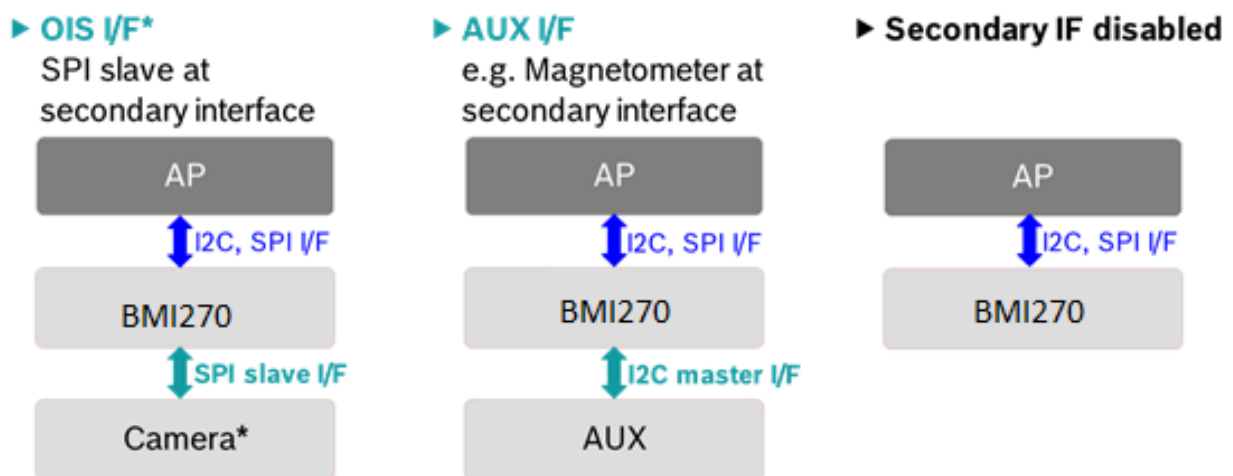 ► OIS I/F*
SPI slave at
secondary interface
AP
I2C, SPI I/F
BMI270
SPI slave I/F
Camera*
► AUX I/F
e.g. Magnetometer at
secondary interface
AP
I2C, SPI I/F
BMI270
I2C master I/F
AUX
► Secondary IF disabled
AP
I2C, SPI I/F
BMI270